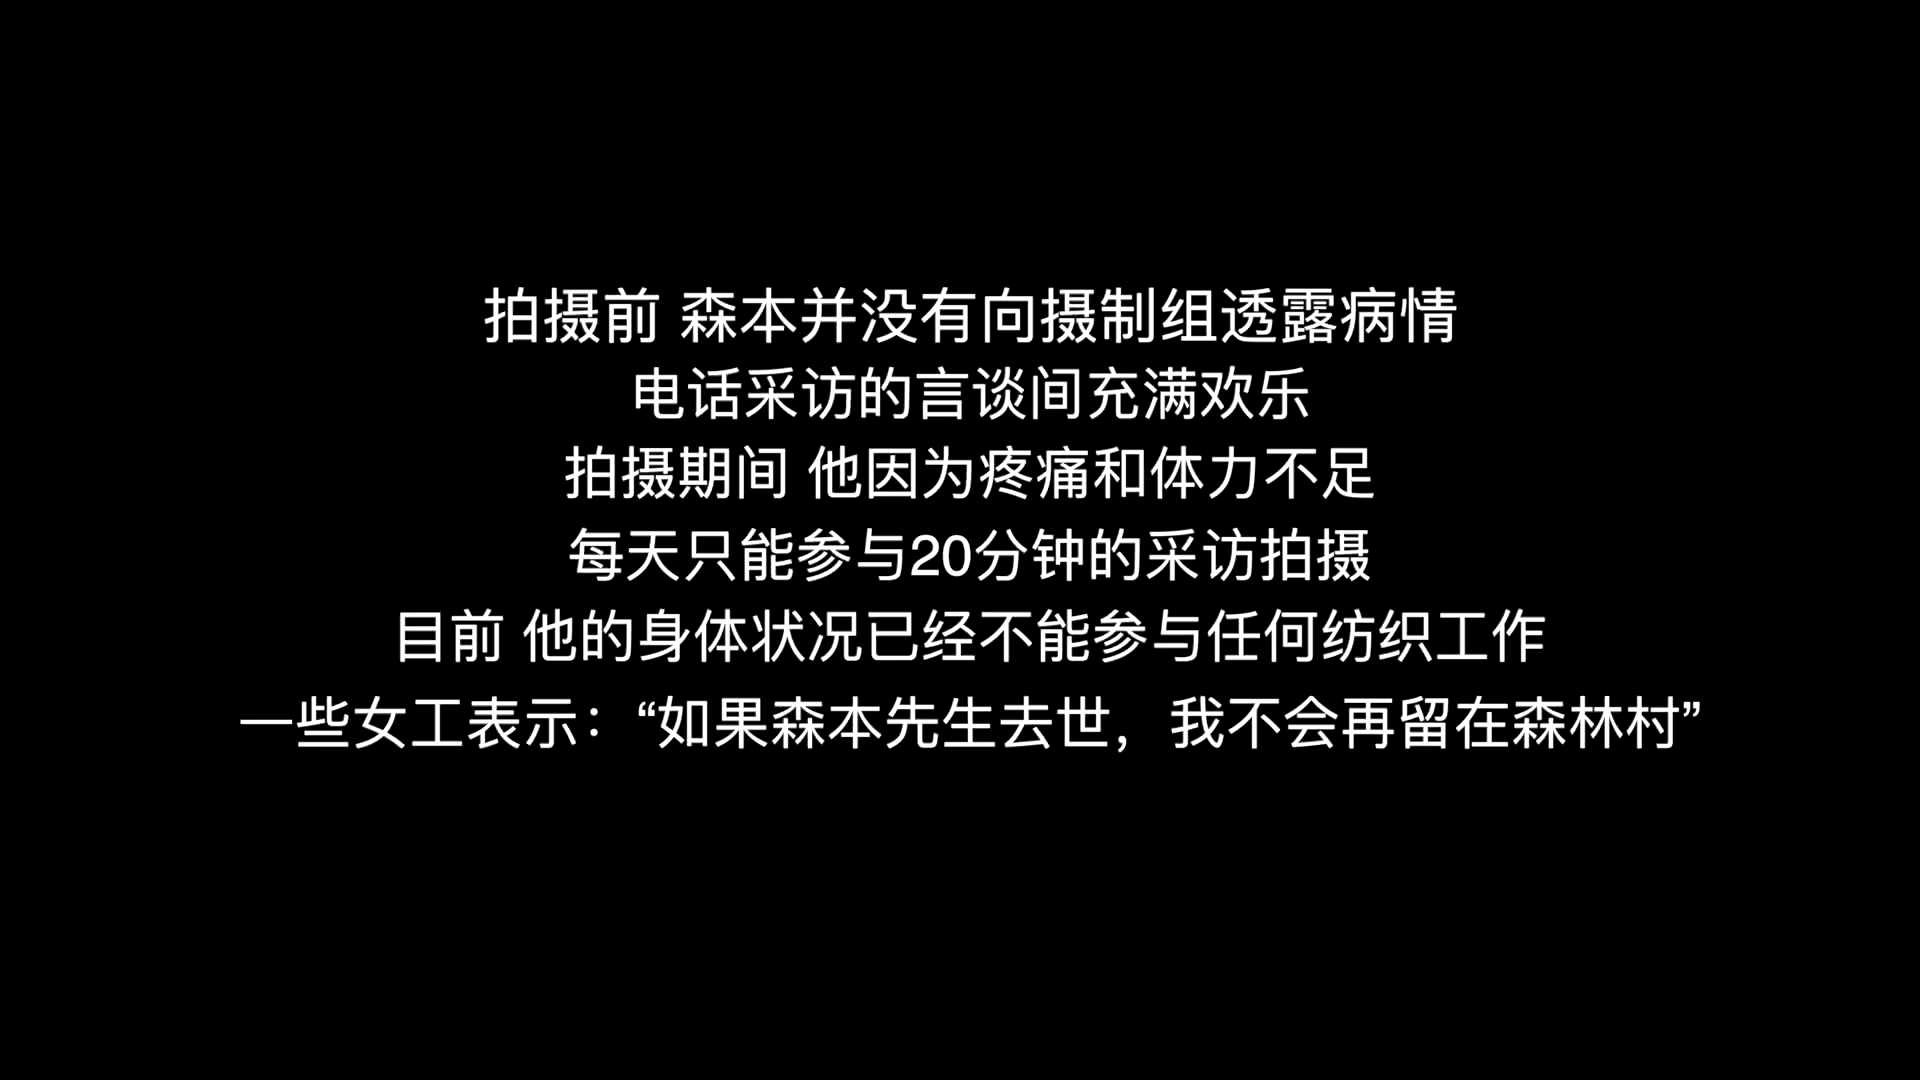 拍摄前 森本并没有向摄制组透露病情
电话采访的言谈间充满欢乐
拍摄期间 他因为疼痛和体力不足
每天只能参与20分钟的采访拍摄
目前 他的身体状况已经不能参与任何纺织工作
一些女工表示：“如果森本先生去世，我不会再留在森林村”